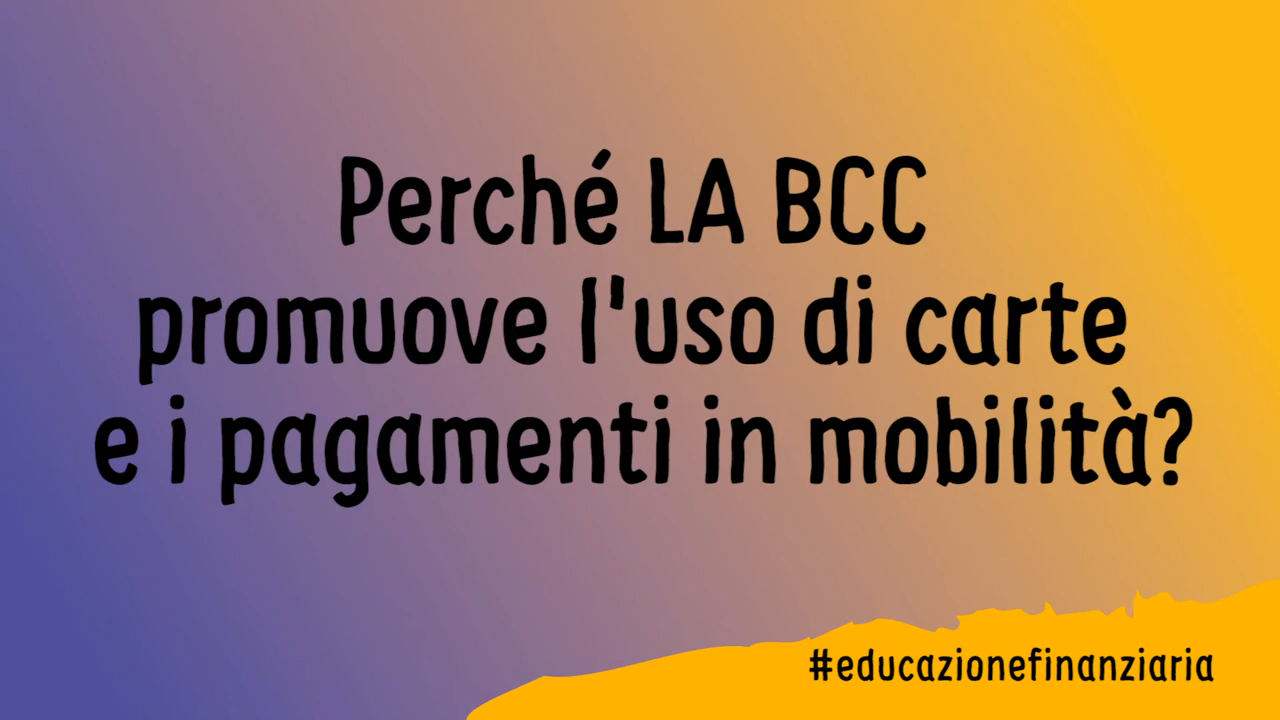 Perché LA BCC
promuove l'uso di carte
e i pagamenti in mobilità?
#educazionefinanziaria